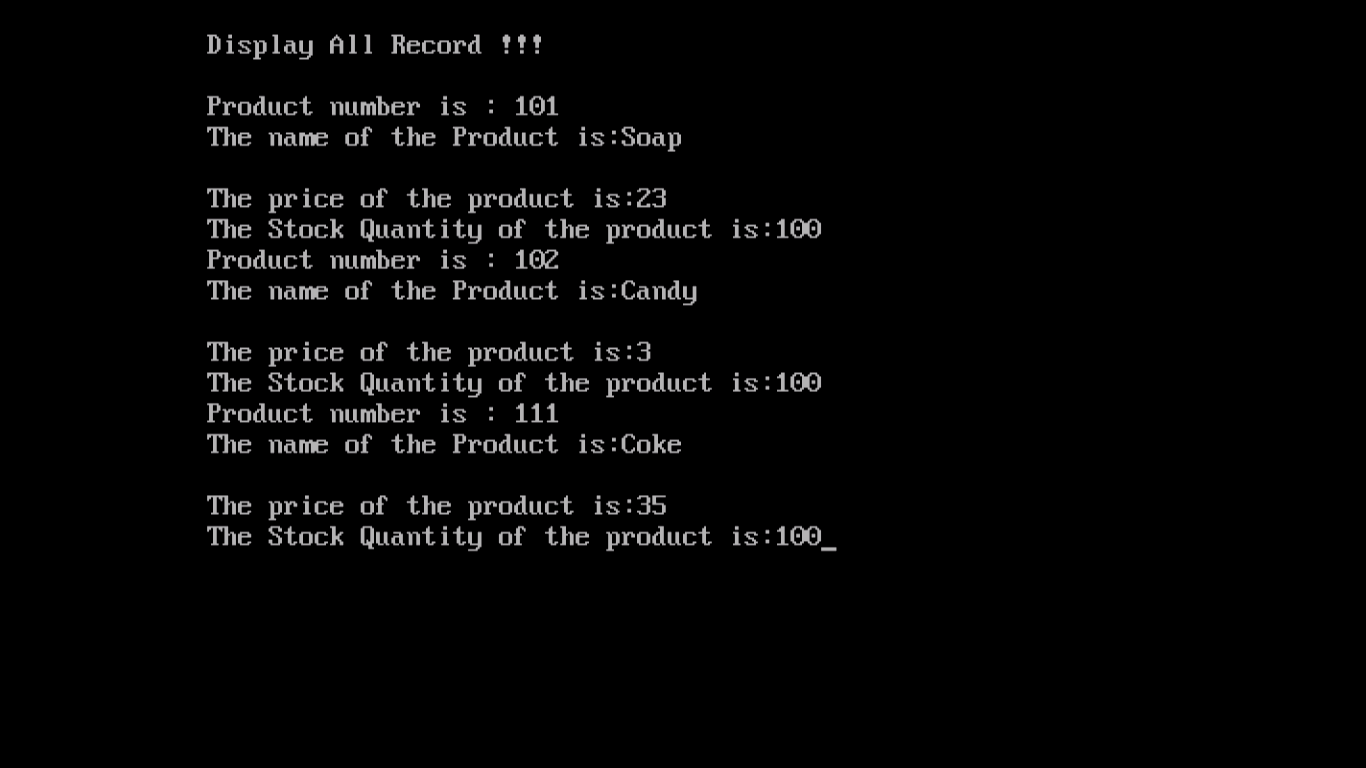 Display All Record !!!
Product number is : 101
The name of the Product is:Soap
The price of the product is:23
The Stock Quantity of the product is:100
Product number is : 102
The name of the Product is:Candy
The price of the product is:3
The Stock Quantity of the product is:100
Product number is : 111
The name of the Product is:Coke
The price of the product is:35
The Stock Quantity of the product is:100_